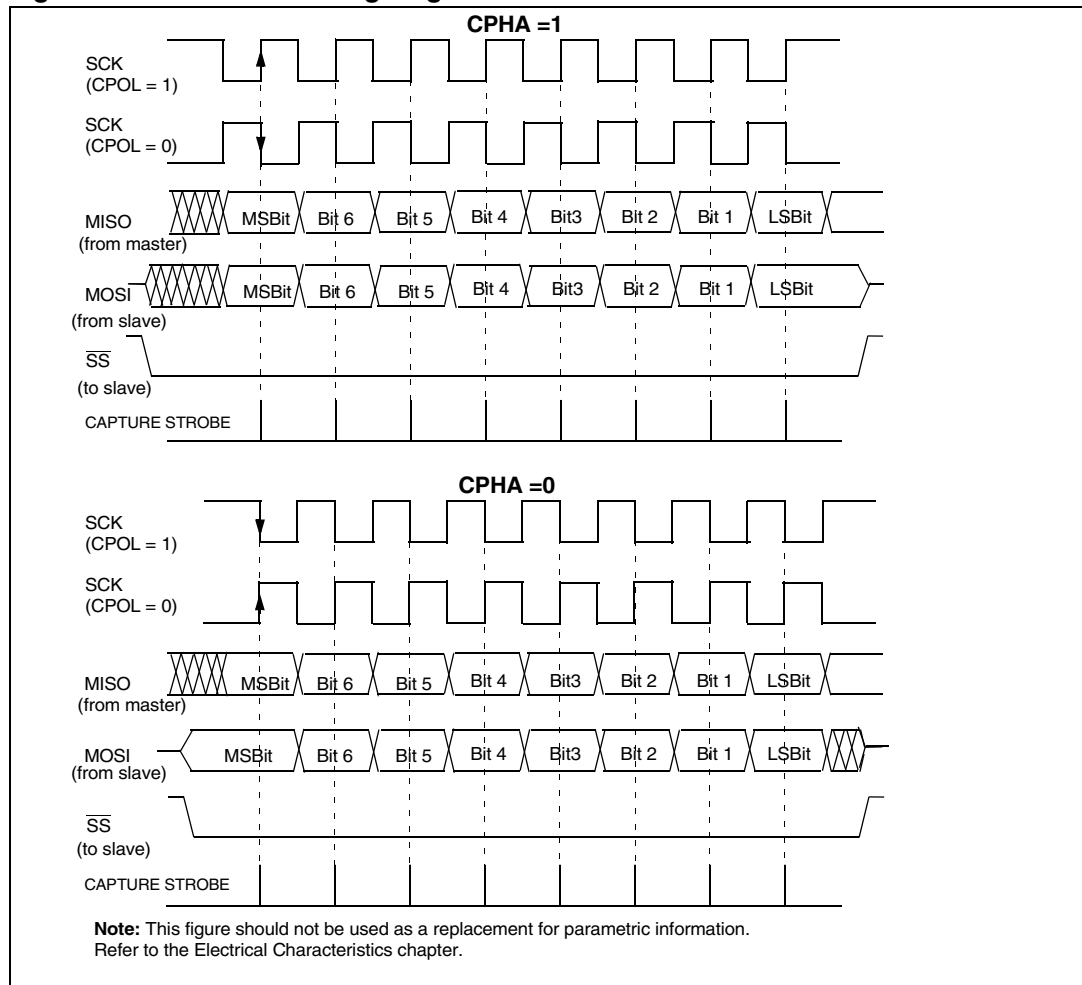 CPHA =1
SCK
(CPOL = 1)
SCK
(CPOL = 0)
MISO
(from master)
MSBit Bit 6 Bit 5 Bit 4 Bit3 Bit 2 Bit 1 LSBit
MOSI
(from slave)
MSBit Bit 6 Bit 5 Bit 4 Bit3 Bit 2 Bit 1 LSBit
SS
(to slave)
CAPTURE STROBE
CPHA =0
SCK
(CPOL = 1)
SCK
(CPOL = 0)
MISO
(from master)
MSBit Bit 6 Bit 5 Bit 4 Bit3 Bit 2 Bit 1 LSBit
MOSI
(from slave)
MSBit Bit 6 Bit 5 Bit 4 Bit3 Bit 2 Bit 1 LSBit
SS
(to slave)
CAPTURE STROBE
Note: This figure should not be used as a replacement for parametric information.
Refer to the Electrical Characteristics chapter.